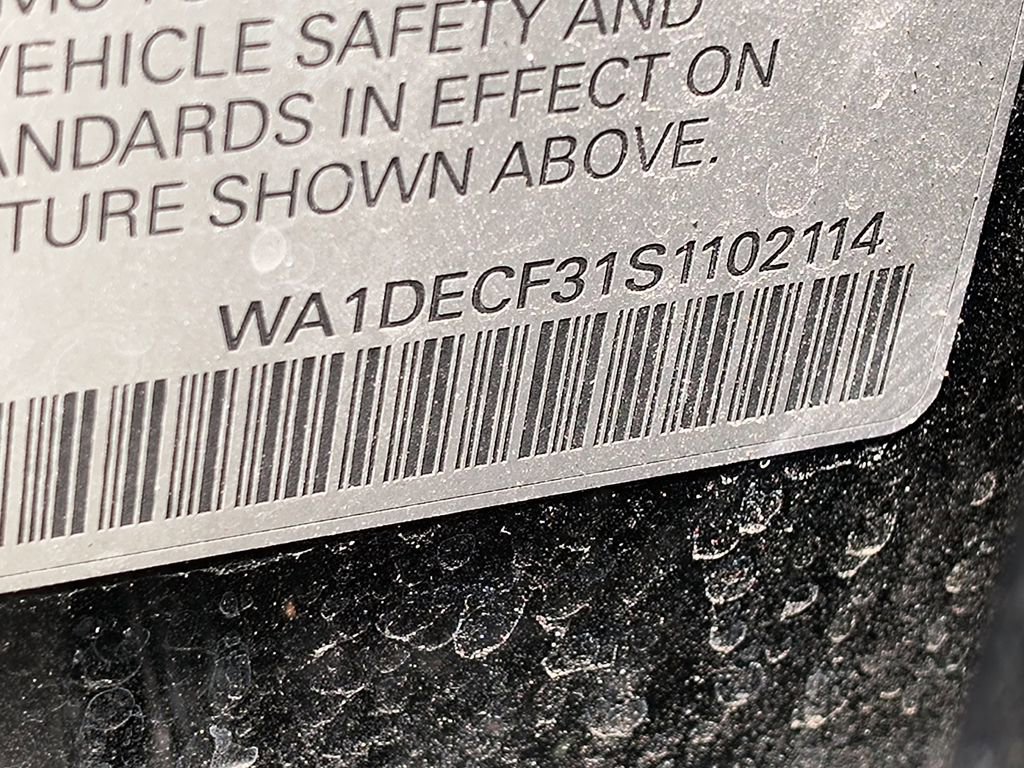 VEHICLE SAFETY AND
ANDARDS IN EFFECT ON
TURE SHOWN ABOVE.
WA1DECF31S1102114